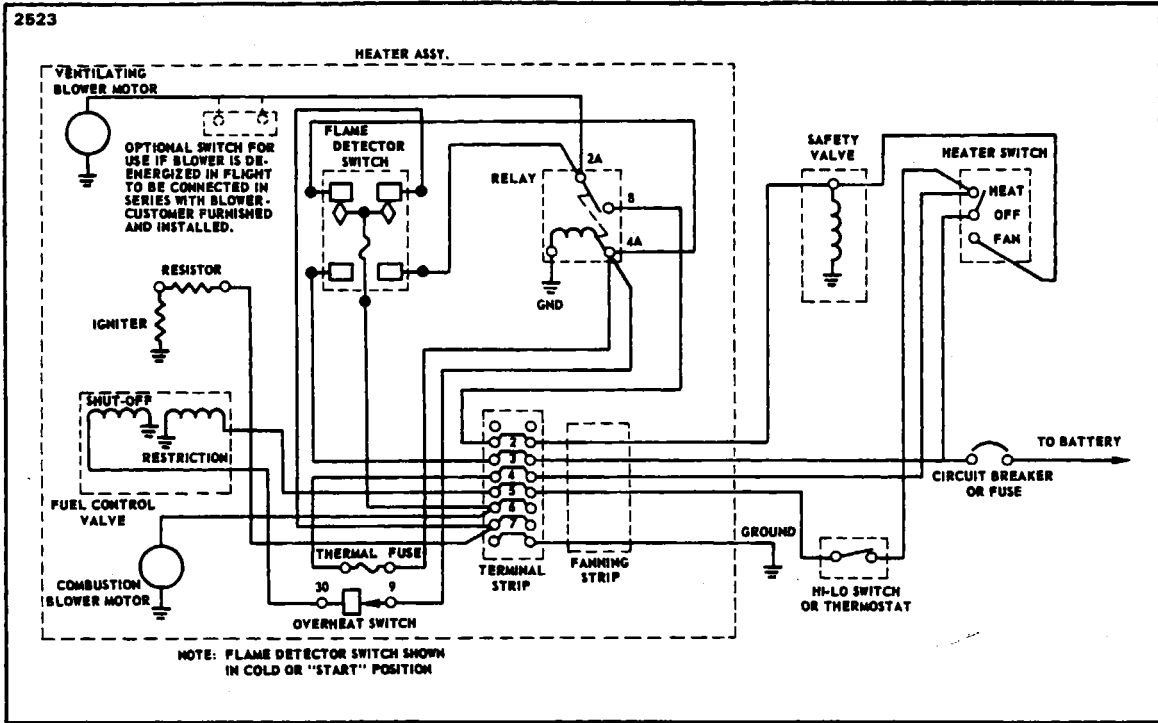 2523
HEATER ASSY.
VENTILATING
BLOWER MOTOR
OPTIONAL SWITCH FOR
USE IF BLOWER IS DE-
ENERGIZED IN FLIGHT
TO BE CONNECTED IN
SERIES WITH BLOWER-
CUSTOMER FURNISHED
AND INSTALLED.
FLAME
DETECTOR
SWITCH
RELAY
2A
8
4A
GND
SAFETY
VALVE
HEATER SWITCH
HEAT
OFF
FAN
RESISTOR
IGNITER
SHUT-OFF
RESTRICTION
FUEL CONTROL
VALVE
COMBUSTION
BLOWER MOTOR
THERMAL FUSE
30
9
OVERHEAT SWITCH
2
3
4
5
6
7
TERMINAL
STRIP
FANNING
STRIP
GROUND
TO BATTERY
CIRCUIT BREAKER
OR FUSE
HI-LO SWITCH
OR THERMOSTAT
NOTE: FLAME DETECTOR SWITCH SHOWN
IN COLD OR "START" POSITION